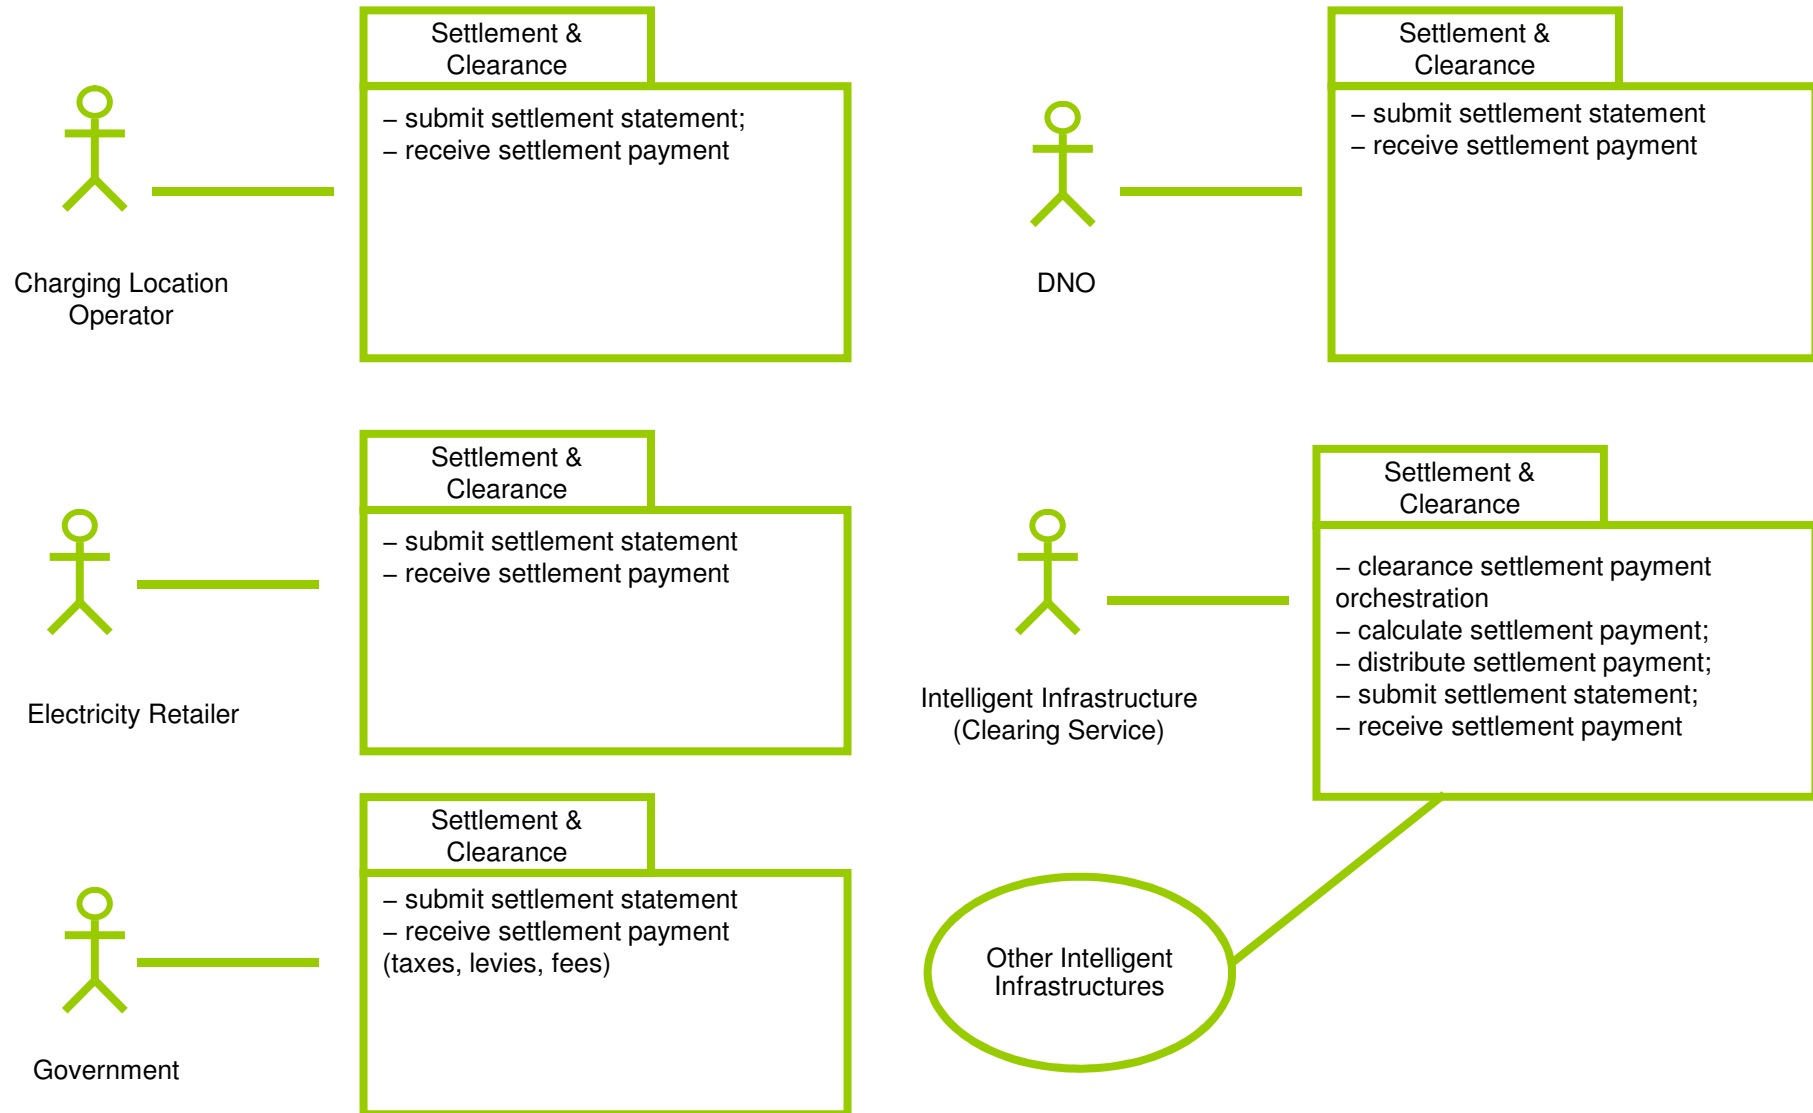 Settlement &
Clearance
– submit settlement statement;
– receive settlement payment
Charging Location
Operator
Settlement &
Clearance
– submit settlement statement
– receive settlement payment
DNO
Settlement &
Clearance
– submit settlement statement
– receive settlement payment
Electricity Retailer
Settlement &
Clearance
– clearance settlement payment
orchestration
– calculate settlement payment;
– distribute settlement payment;
– submit settlement statement;
– receive settlement payment
Intelligent Infrastructure
(Clearing Service)
Settlement &
Clearance
– submit settlement statement
– receive settlement payment
(taxes, levies, fees)
Government
Other Intelligent
Infrastructures